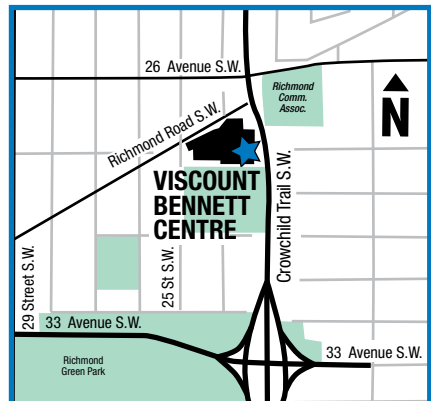 26 Avenue S.W.
Richmond
Comm.
Assoc.
N
Richmond Road S.W.
VISCOUNT
BENNETT
CENTRE
Crowchild Trail S.W.
29 Street S.W.
25 St S.W.
33 Avenue S.W.
33 Avenue S.W.
Richmond
Green Park